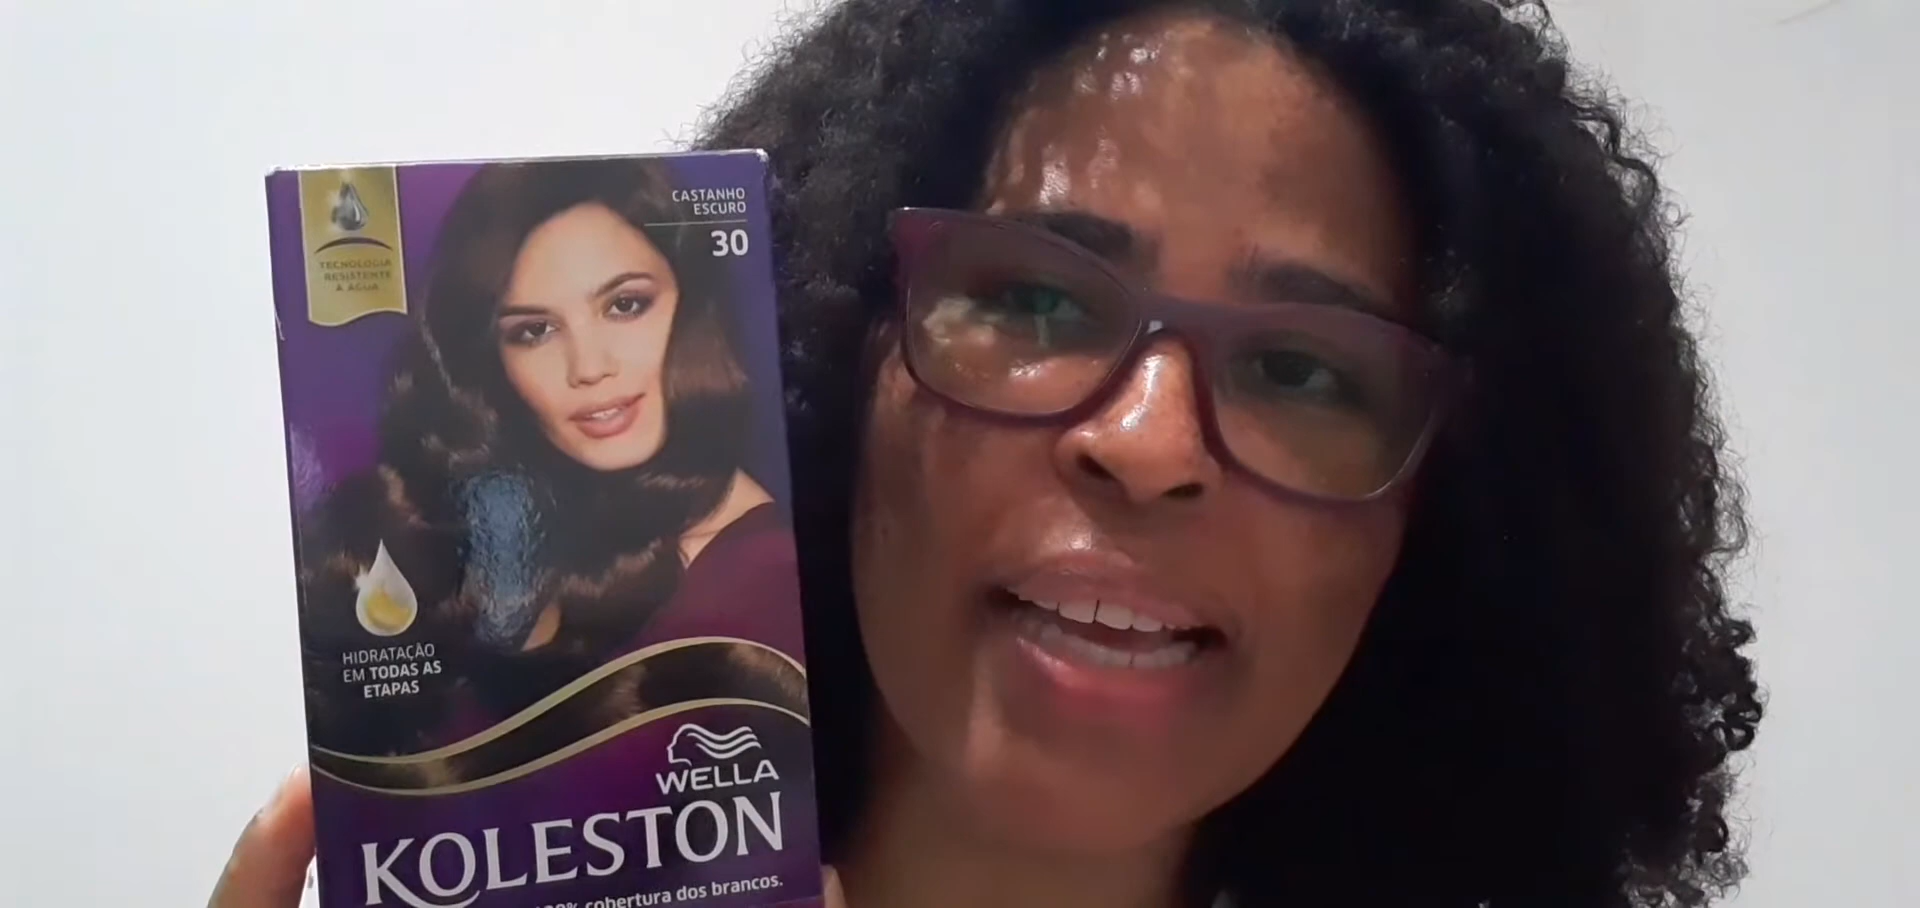 CASTANHO
ESCURO
30
TECNOLOGIA
RESISTENTE
À ÁGUA
HIDRATAÇÃO
EM TODAS AS
ETAPAS
WELLA
KOLESTON
cobertura dos brancos.